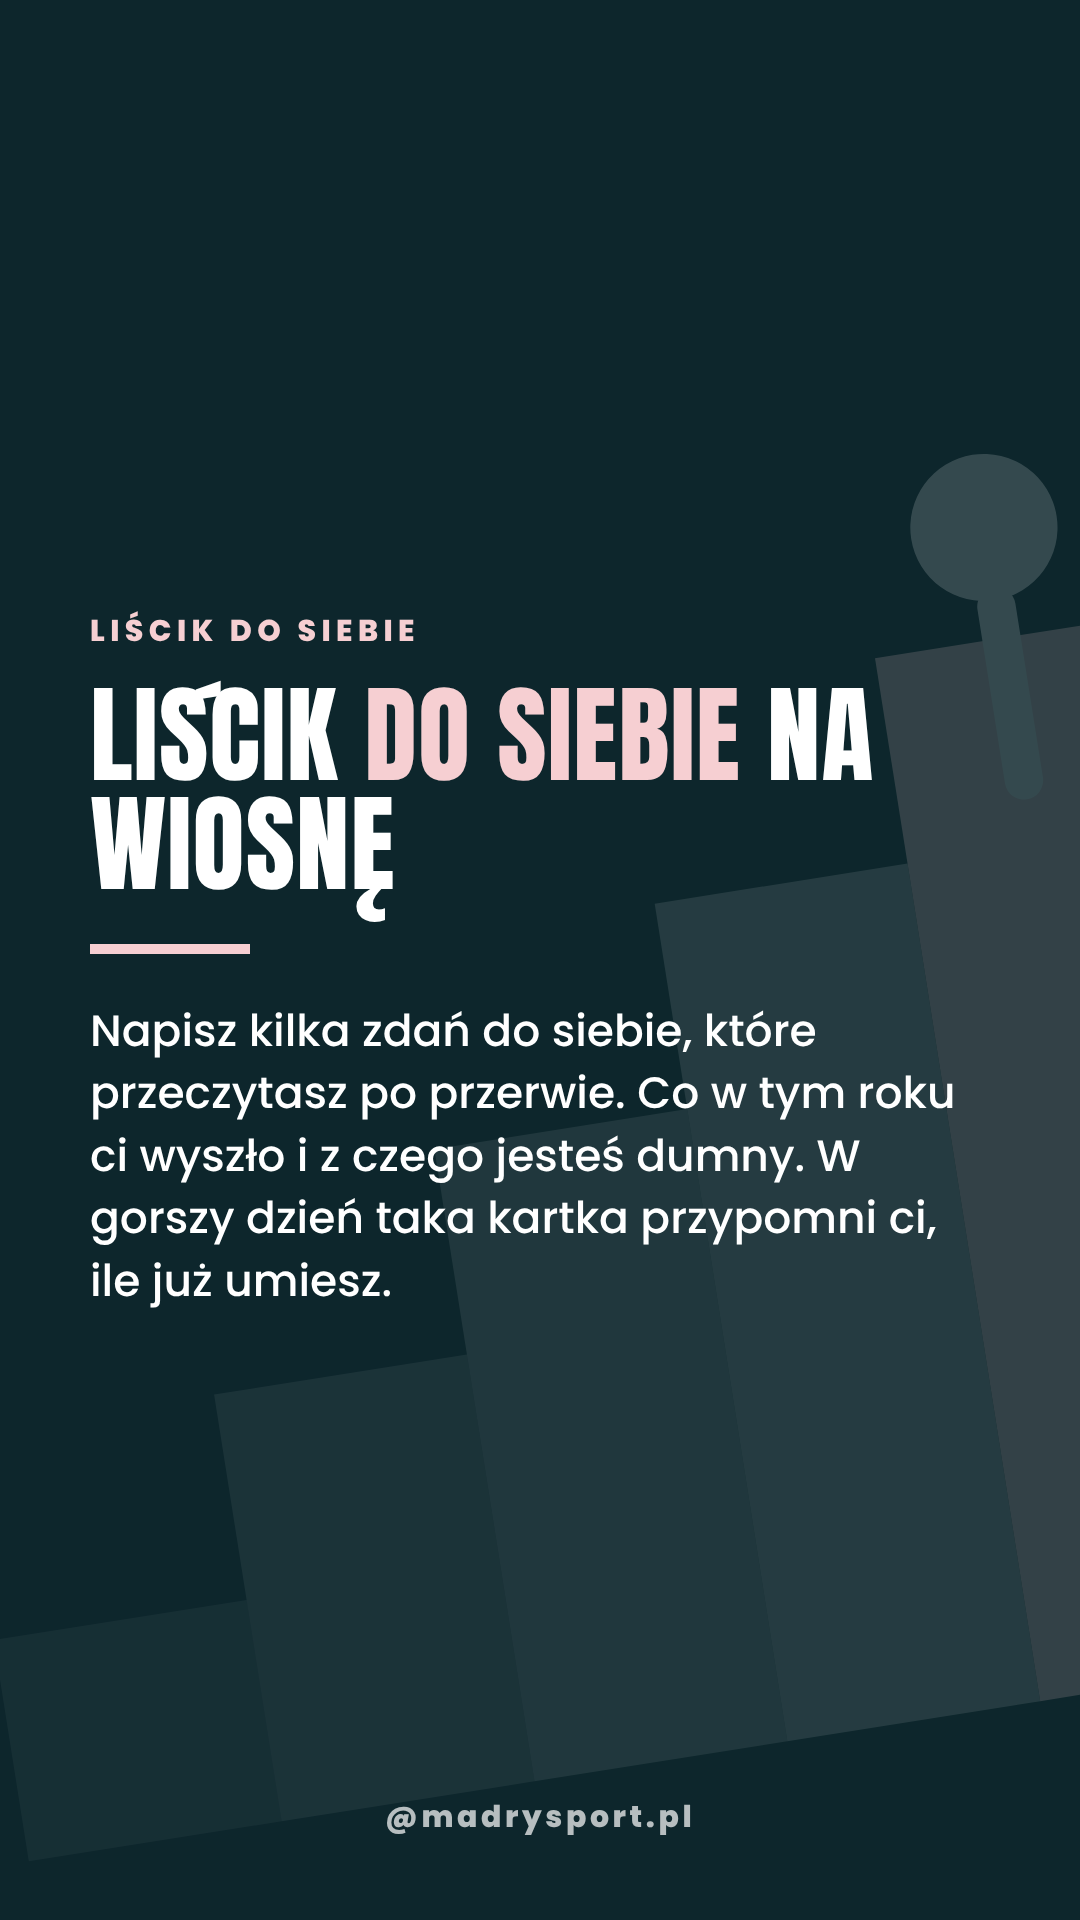 LIŚCIK DO SIEBIE
LIŚCIK DO SIEBIE NA
WIOSNĘ
Napisz kilka zdań do siebie, które
przeczytasz po przerwie. Co w tym roku
ci wyszło i z czego jesteś dumny. W
gorszy dzień taka kartka przypomni ci,
ile już umiesz.
@madrysport.pl